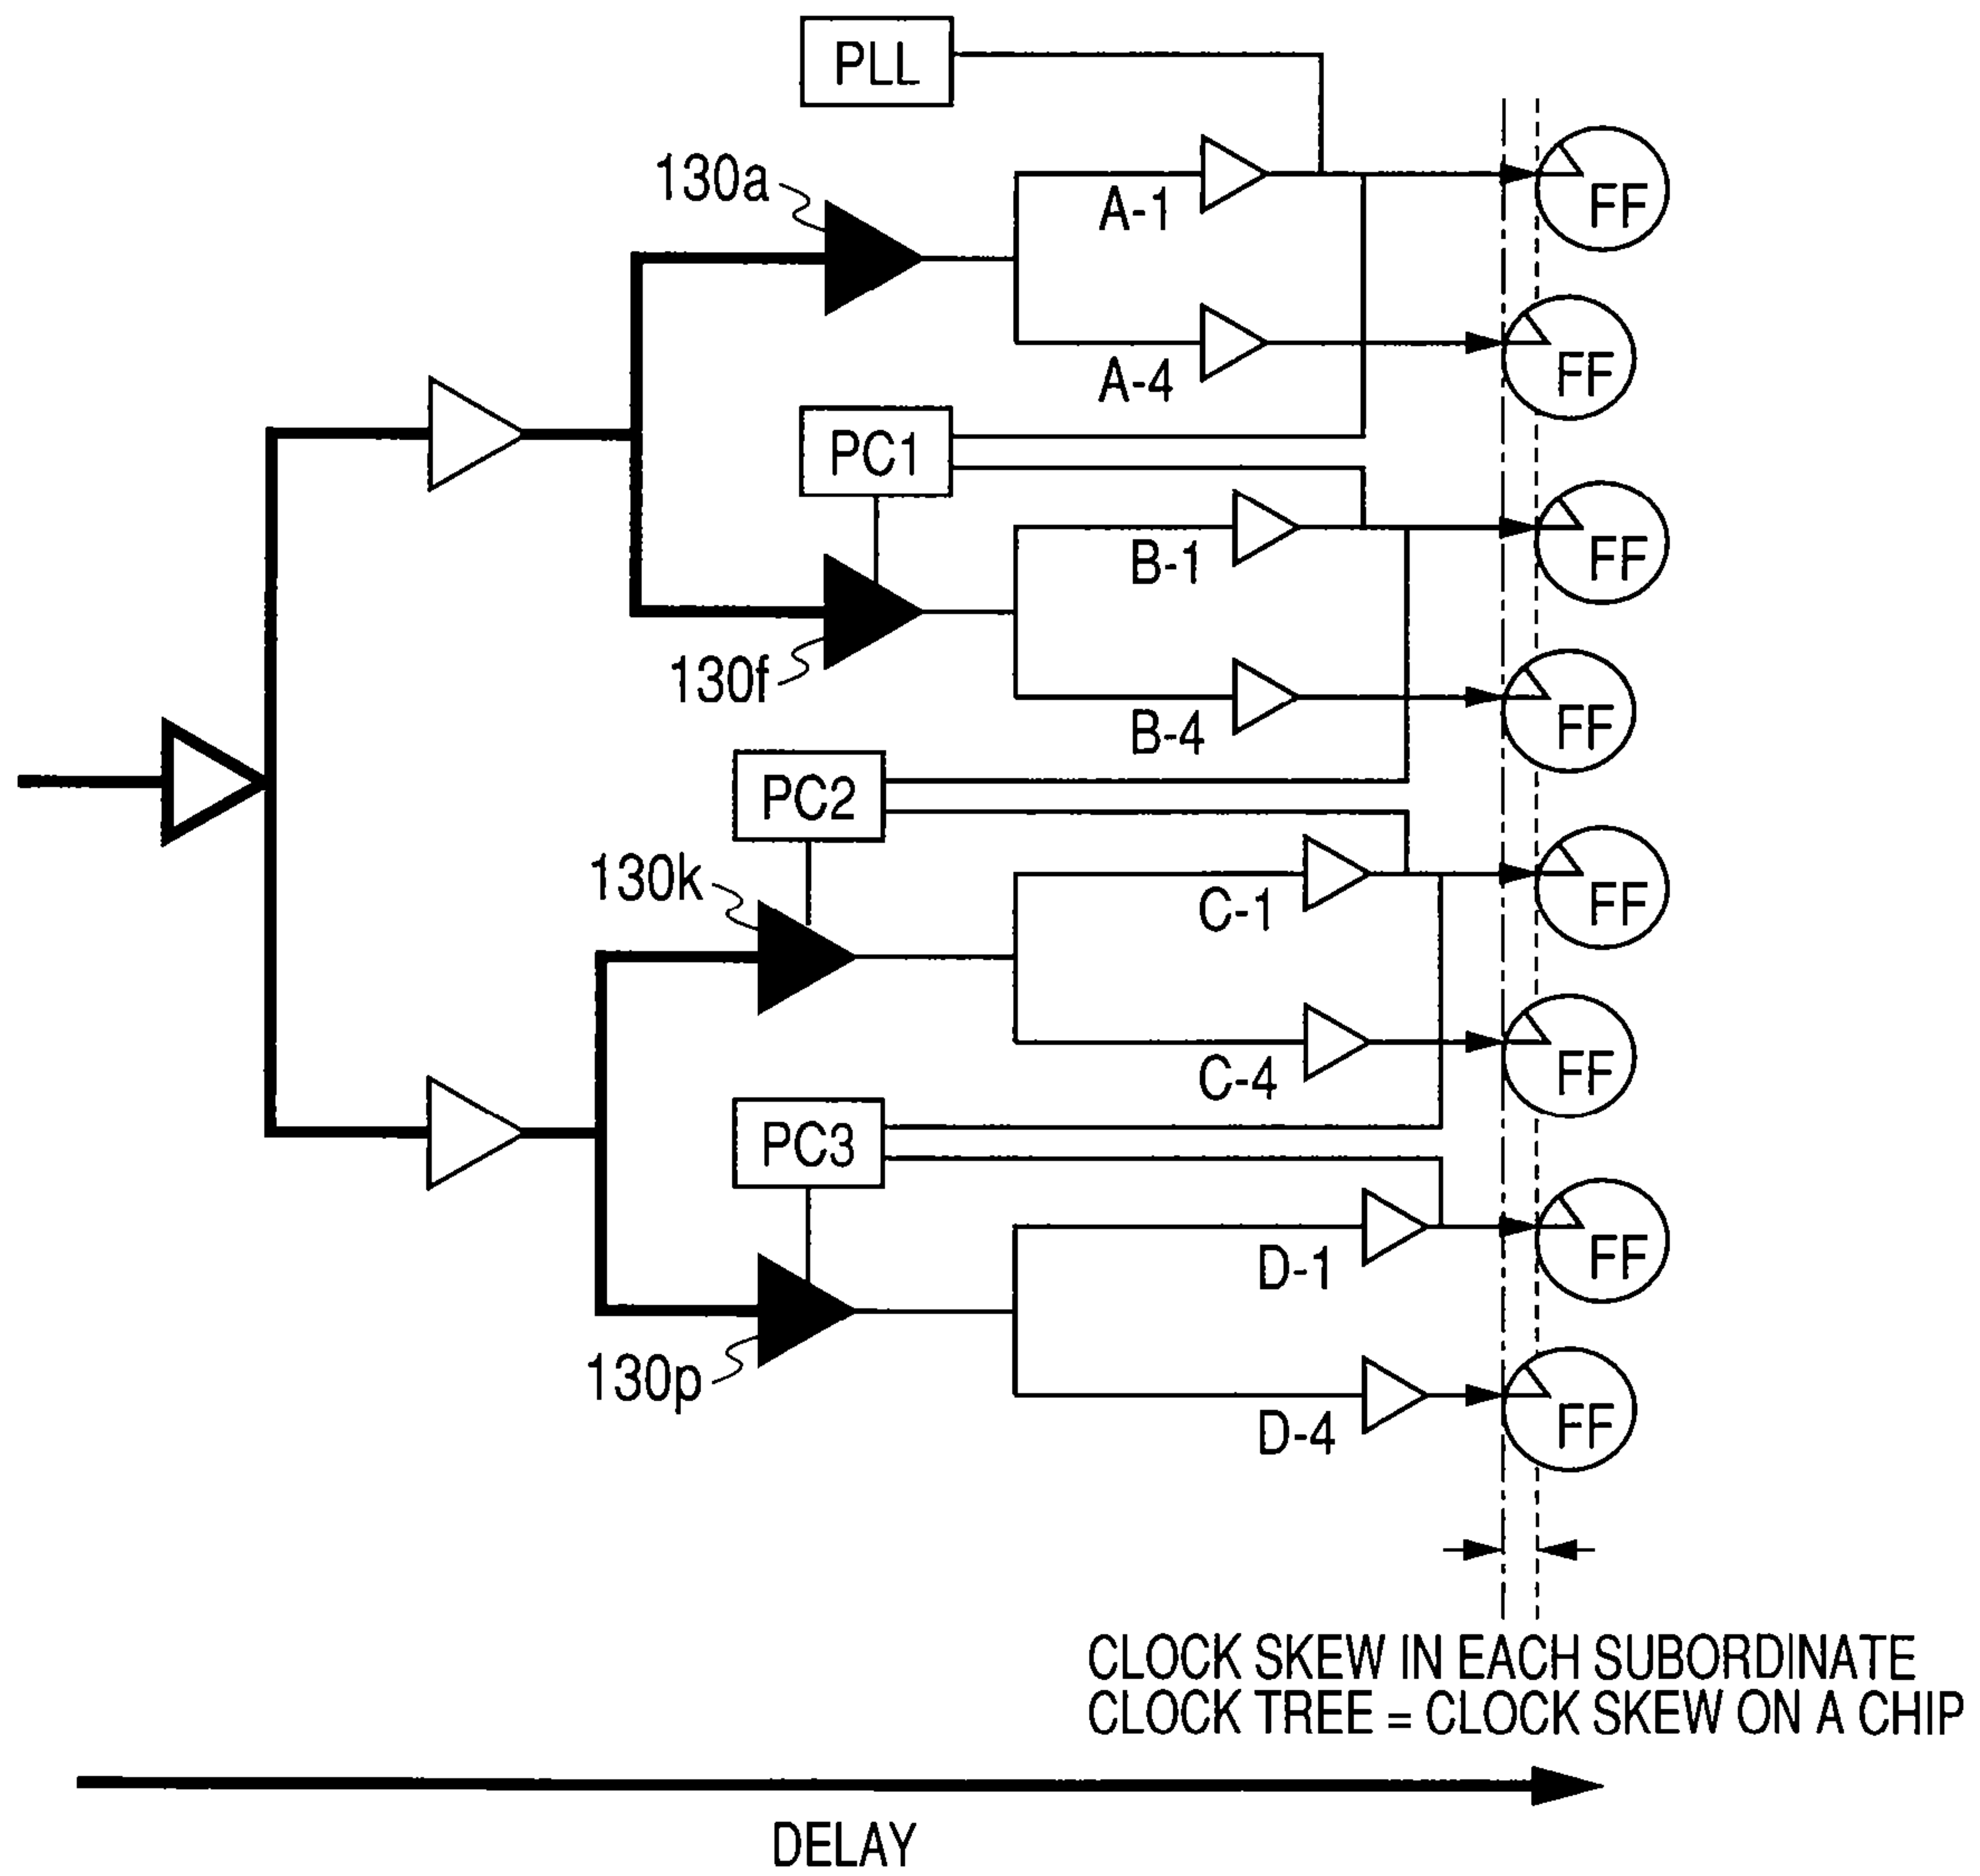 PLL
130a
A-1
FF
A-4
FF
PC1
B-1
FF
130f
B-4
FF
PC2
130k
C-1
FF
C-4
FF
PC3
D-1
FF
130p
D-4
FF
CLOCK SKEW IN EACH SUBORDINATE
CLOCK TREE = CLOCK SKEW ON A CHIP
DELAY